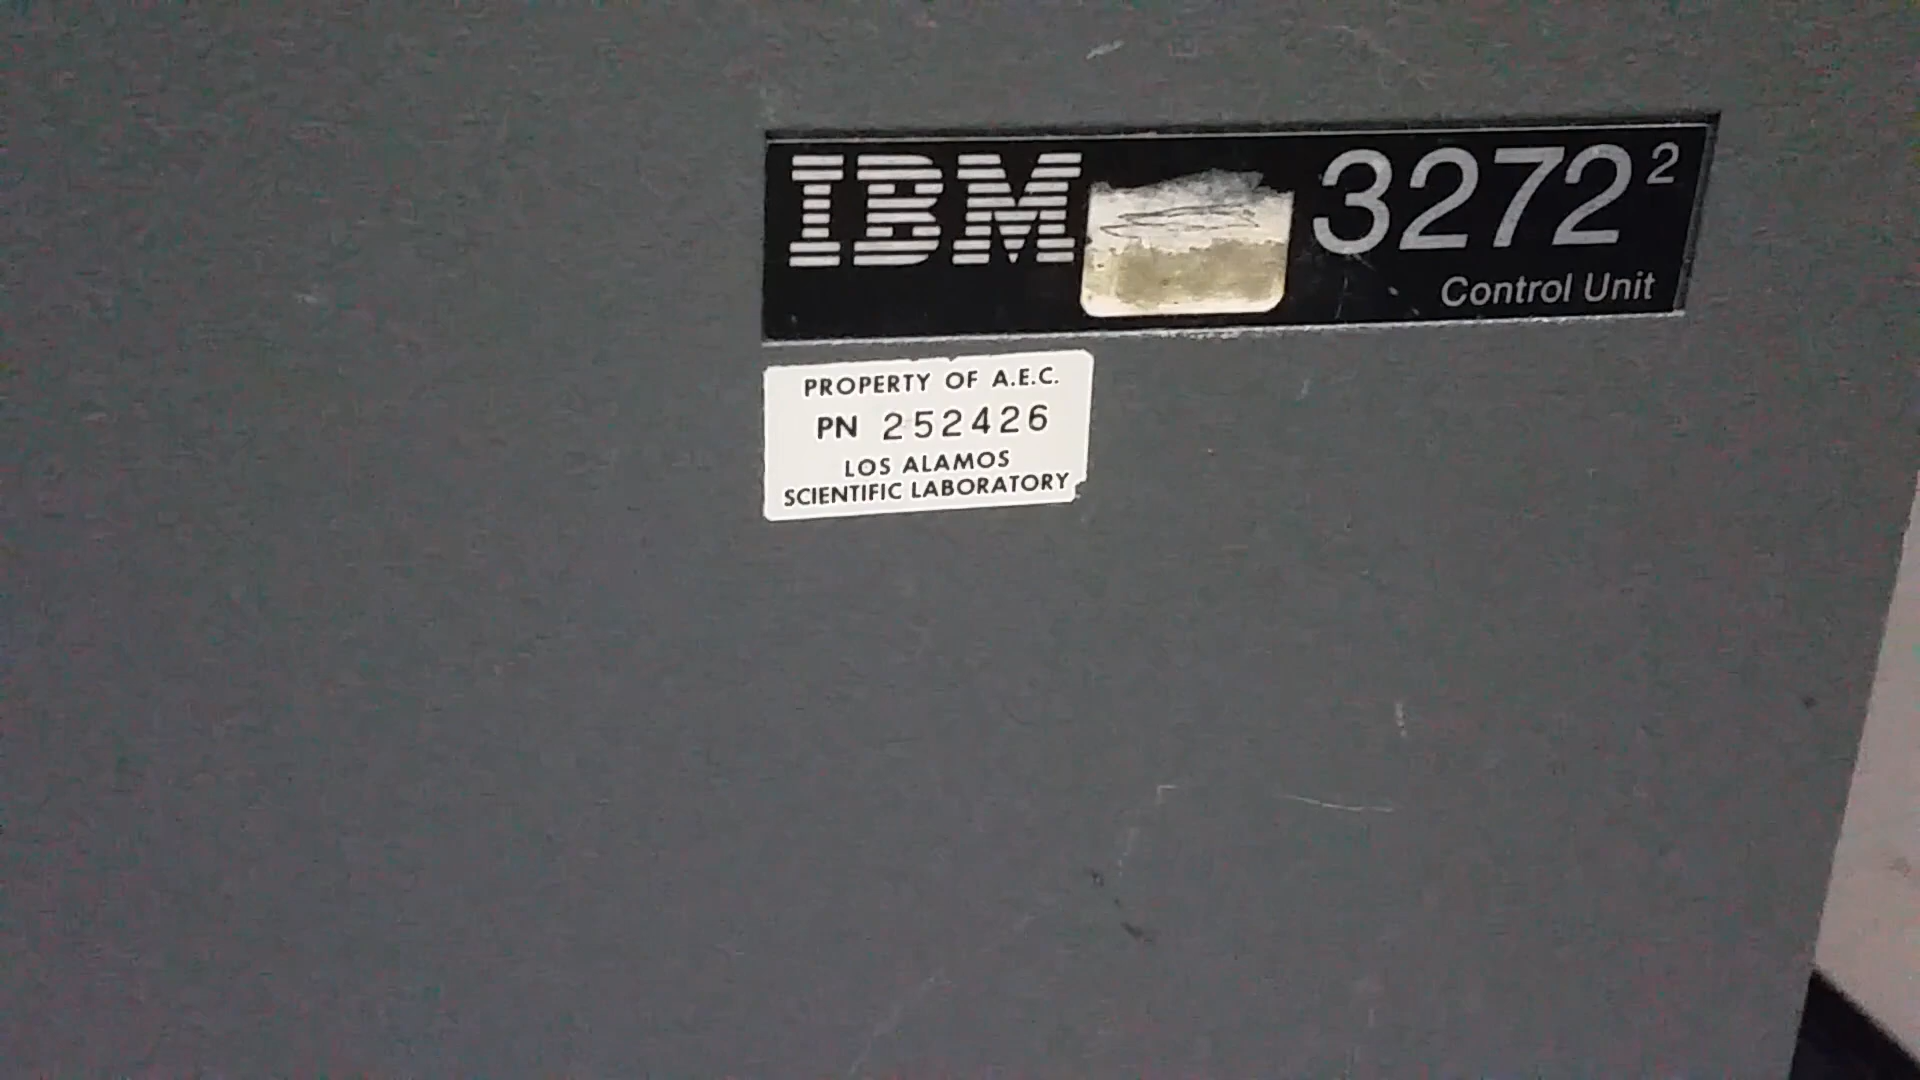 IBM 3272 2
Control Unit
PROPERTY OF A.E.C.
PN 252426
LOS ALAMOS
SCIENTIFIC LABORATORY